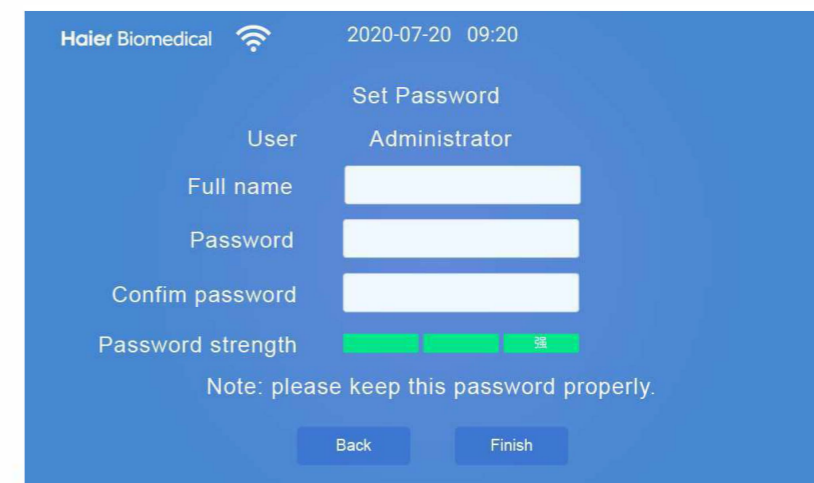 Haier Biomedical 2020-07-20 09:20
Set Password
User Administrator
Full name
Password
Confim password
Password strength 强
Note: please keep this password properly.
Back Finish